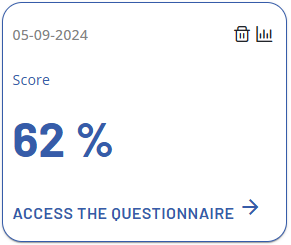 05-09-2024
Score
62 %
ACCESS THE QUESTIONNAIRE